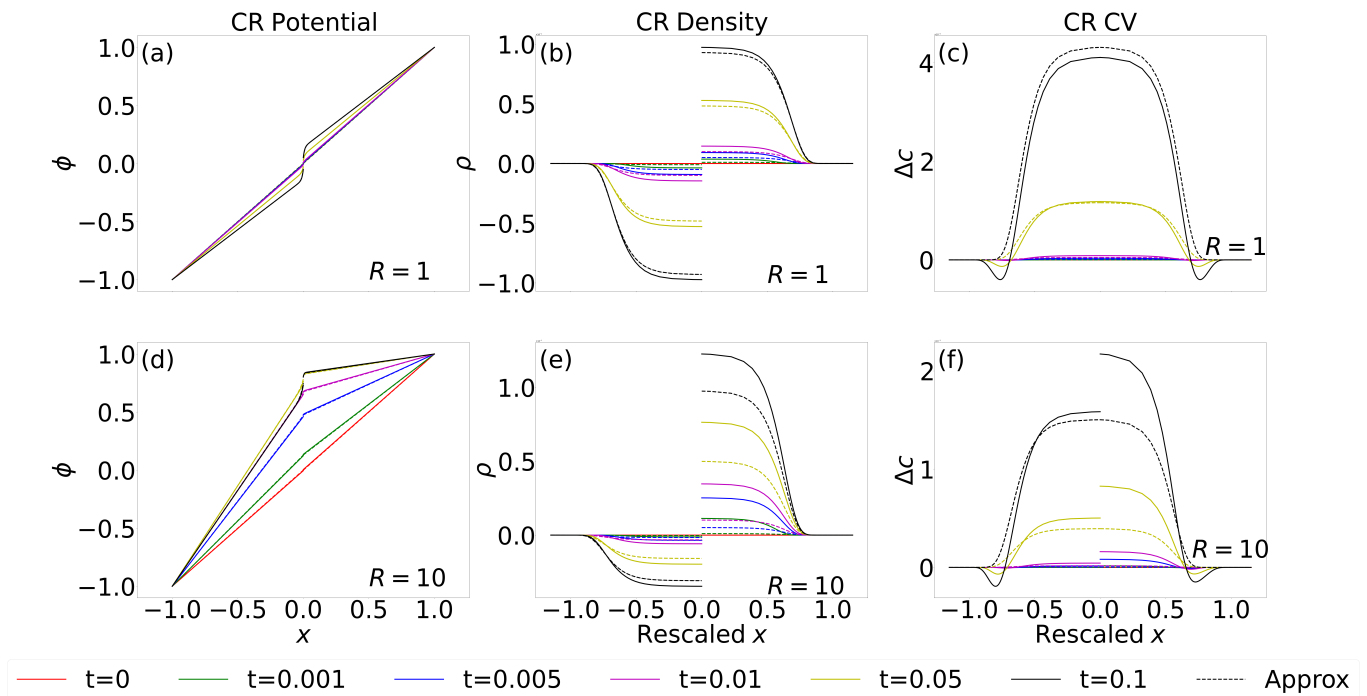 CR Potential
CR Density
CR CV
(a)
1.0
0.5
0.0
−0.5
−1.0
ϕ
R = 1
(b)
1.0
0.5
0.0
−0.5
−1.0
ρ
R = 1
(c)
4
2
0
Δc
R = 1
(d)
1.0
0.5
0.0
−0.5
−1.0
ϕ
R = 10
−1.0 −0.5 0.0 0.5 1.0
x
(e)
1.0
0.5
0.0
ρ
R = 10
−1.0 −0.5 0.0 0.5 1.0
Rescaled x
(f)
2
1
0
Δc
R = 10
−1.0 −0.5 0.0 0.5 1.0
Rescaled x
t=0 t=0.001 t=0.005 t=0.01 t=0.05 t=0.1 Approx